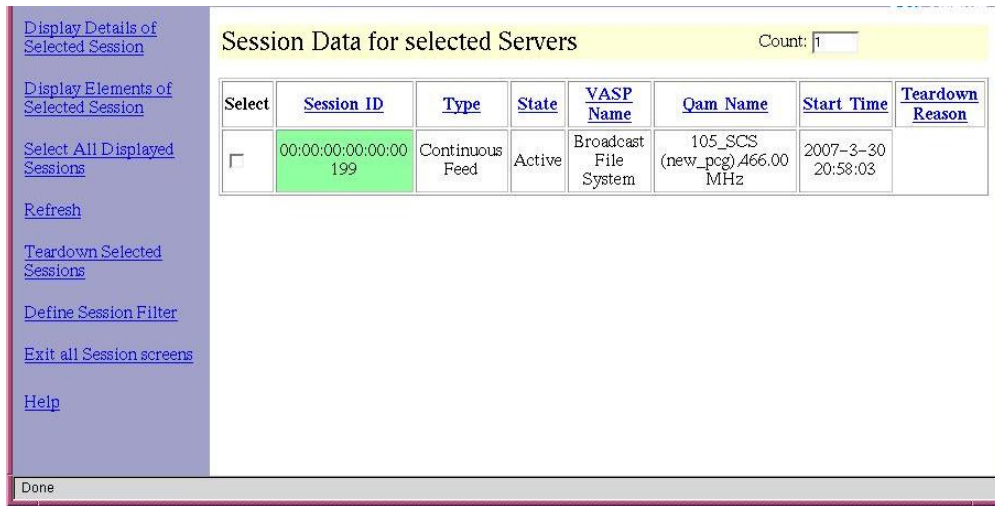 Display Details of
Selected Session
Display Elements of
Selected Session
Select All Displayed
Sessions
Refresh
Teardown Selected
Sessions
Define Session Filter
Exit all Session screens
Help
Session Data for selected Servers
Count: 1
Select
Session ID
Type
State
VASP
Name
Qam Name
Start Time
Teardown
Reason
00:00:00:00:00:00
199
Continuous
Feed
Active
Broadcast
File
System
105_SCS
(new_pcg),466.00
MHz
2007-3-30
20:58:03
Done